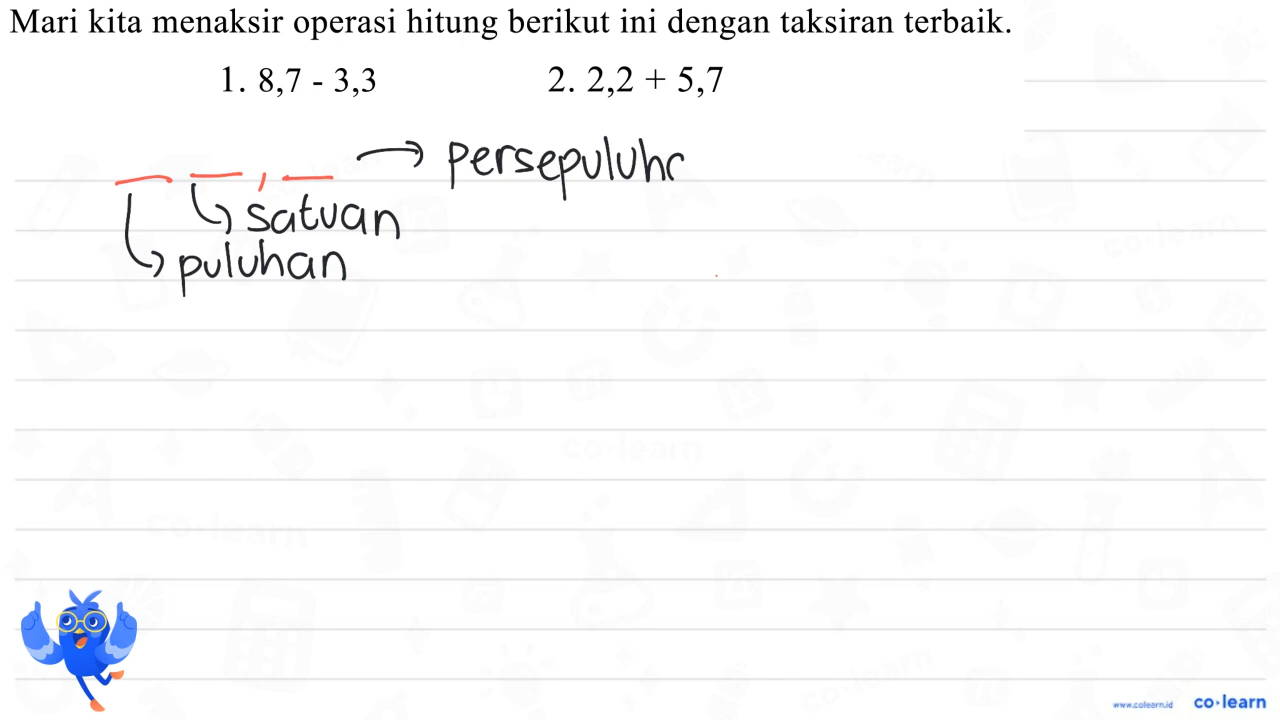 Mari kita menaksir operasi hitung berikut ini dengan taksiran terbaik.
1. 8,7 - 3,3 2. 2,2 + 5,7
__ __ , __ → persepuluha
↳ satuan
↳ puluhan
www.colearn.id co·learn